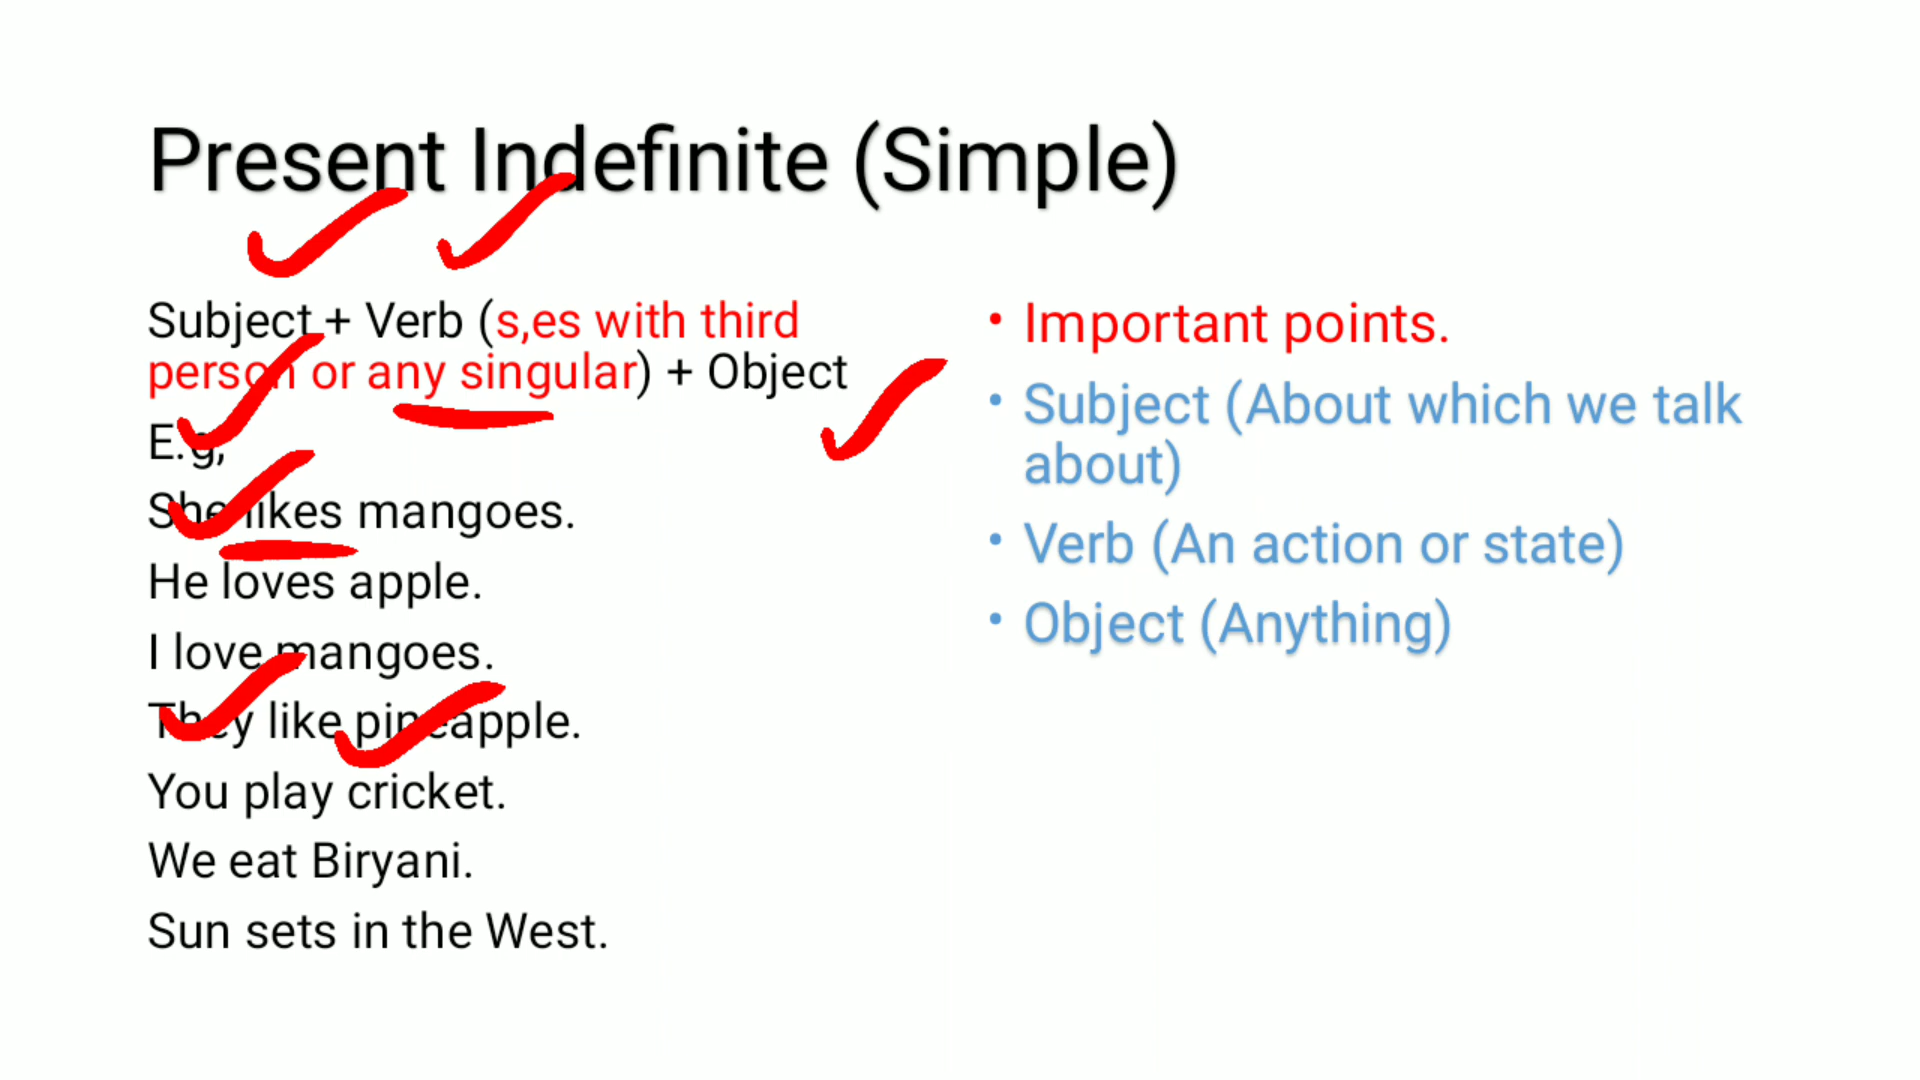 Present Indefinite (Simple)
Subject + Verb (s,es with third
person or any singular) + Object
E.g,
She likes mangoes.
He loves apple.
I love mangoes.
They like pineapple.
You play cricket.
We eat Biryani.
Sun sets in the West.
• Important points.
• Subject (About which we talk
about)
• Verb (An action or state)
• Object (Anything)